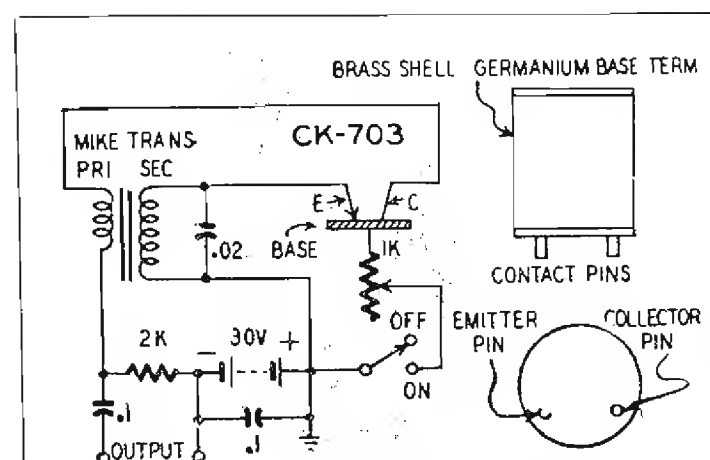 BRASS SHELL GERMANIUM BASE TERM
MIKE TRANS-
PRI SEC
CK-703
E
C
.02
BASE
1K
CONTACT PINS
2K
- 30V +
OFF
ON
EMITTER
PIN
COLLECTOR
PIN
.1
.1
OUTPUT